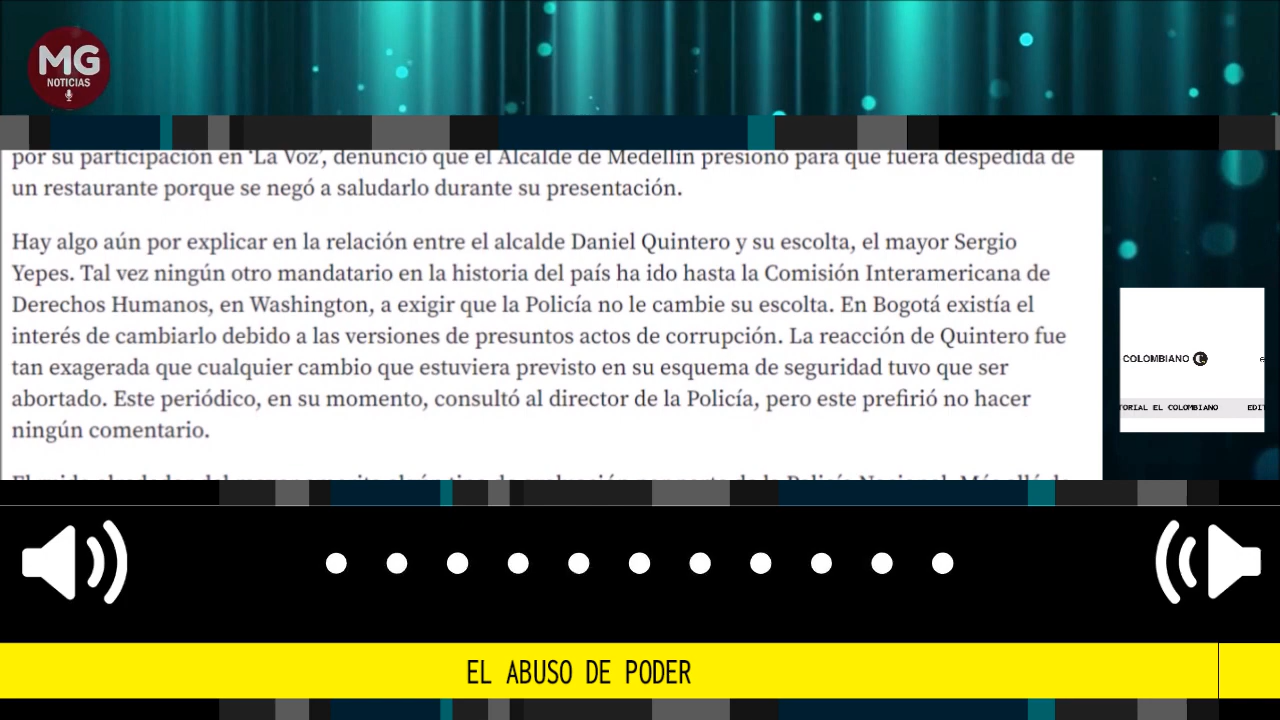 MG
NOTICIAS
por su participación en ‘La Voz’, denunció que el Alcalde de Medellín presionó para que fuera despedida de
un restaurante porque se negó a saludarlo durante su presentación.
Hay algo aún por explicar en la relación entre el alcalde Daniel Quintero y su escolta, el mayor Sergio
Yepes. Tal vez ningún otro mandatario en la historia del país ha ido hasta la Comisión Interamericana de
Derechos Humanos, en Washington, a exigir que la Policía no le cambie su escolta. En Bogotá existía el
interés de cambiarlo debido a las versiones de presuntos actos de corrupción. La reacción de Quintero fue
tan exagerada que cualquier cambio que estuviera previsto en su esquema de seguridad tuvo que ser
abortado. Este periódico, en su momento, consultó al director de la Policía, pero este prefirió no hacer
ningún comentario.
COLOMBIANO
TORIAL EL COLOMBIANO EDIT
EL ABUSO DE PODER